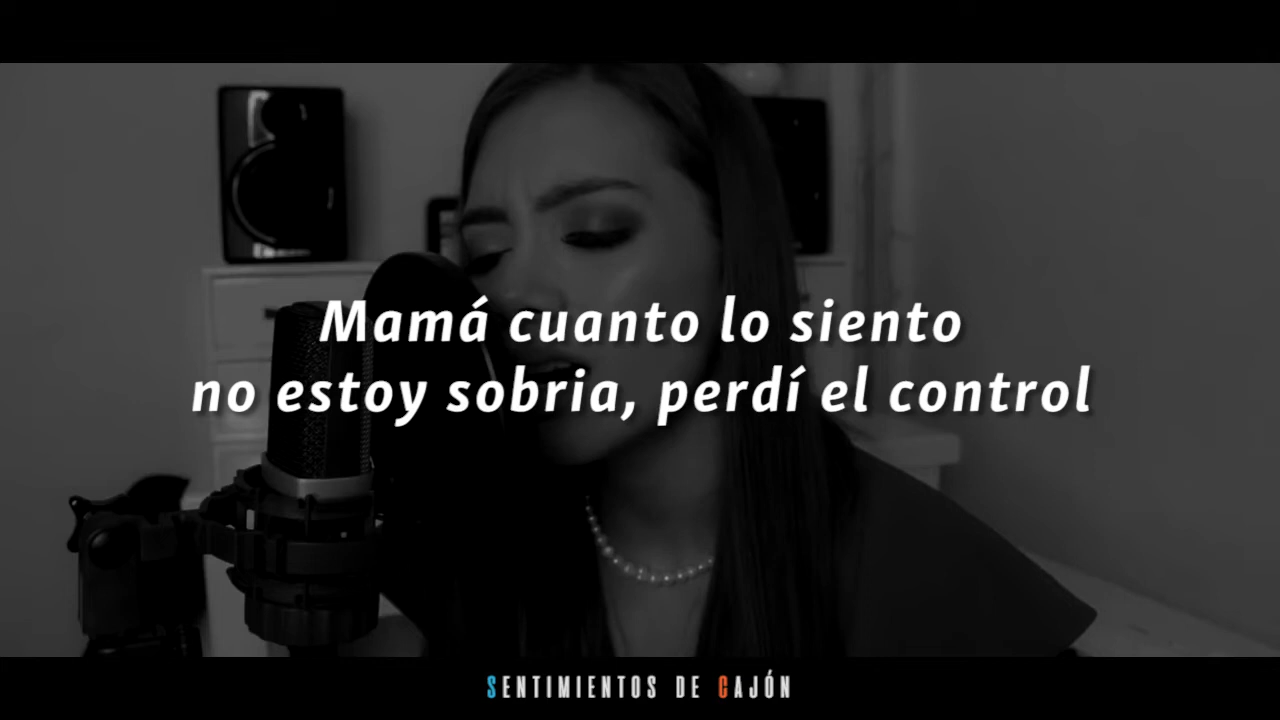 Mamá cuanto lo siento
no estoy sobria, perdí el control
SENTIMIENTOS DE CAJÓN